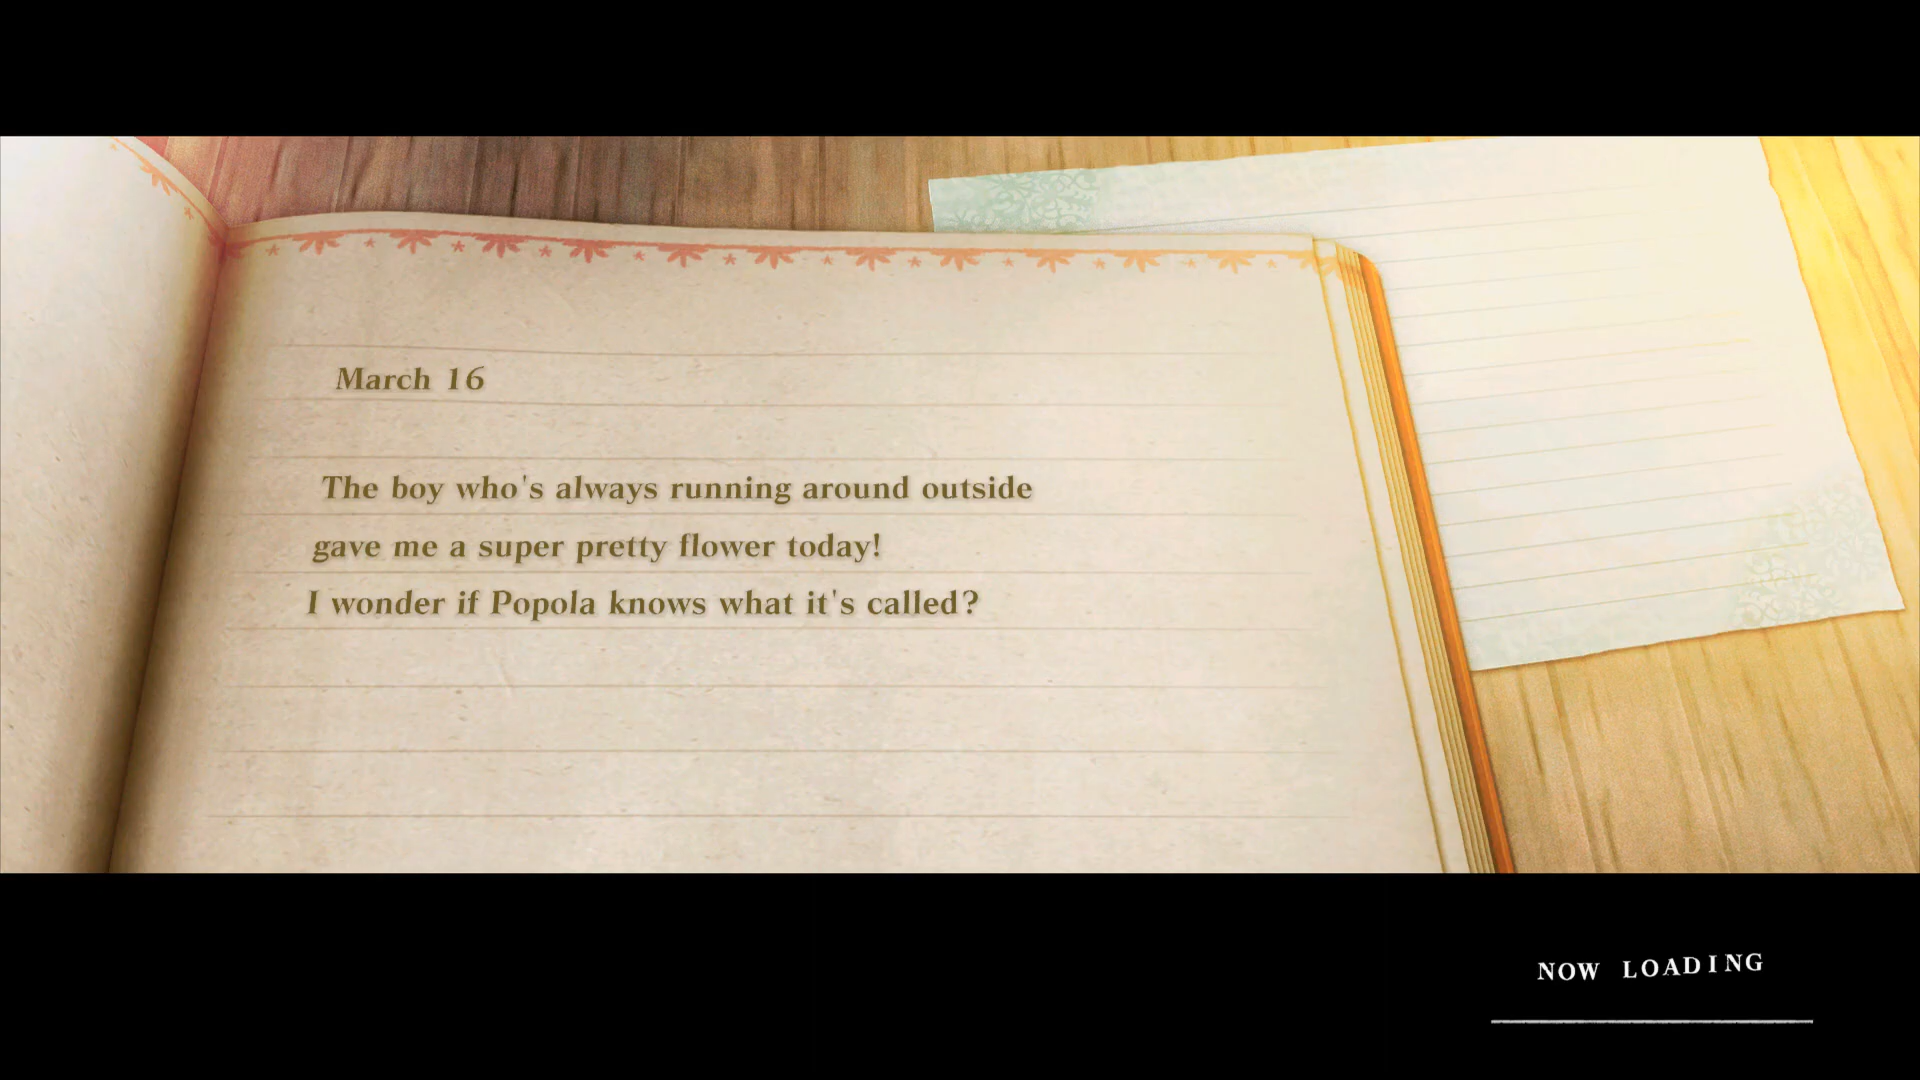 March 16
The boy who's always running around outside
gave me a super pretty flower today!
I wonder if Popola knows what it's called?
NOW LOADING